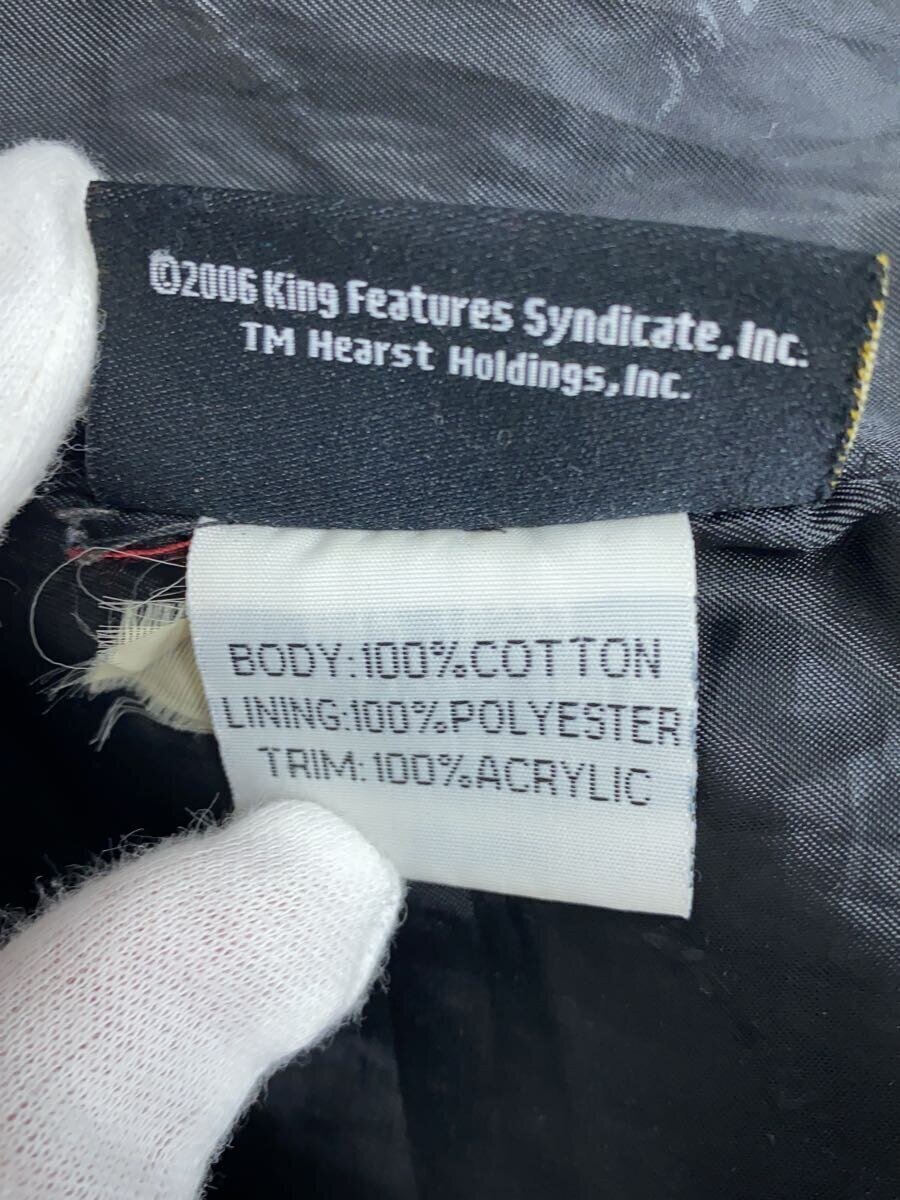 ©2006 King Features Syndicate, Inc.
TM Hearst Holdings, Inc.
BODY:100%COTTON
LINING:100%POLYESTER
TRIM:100%ACRYLIC